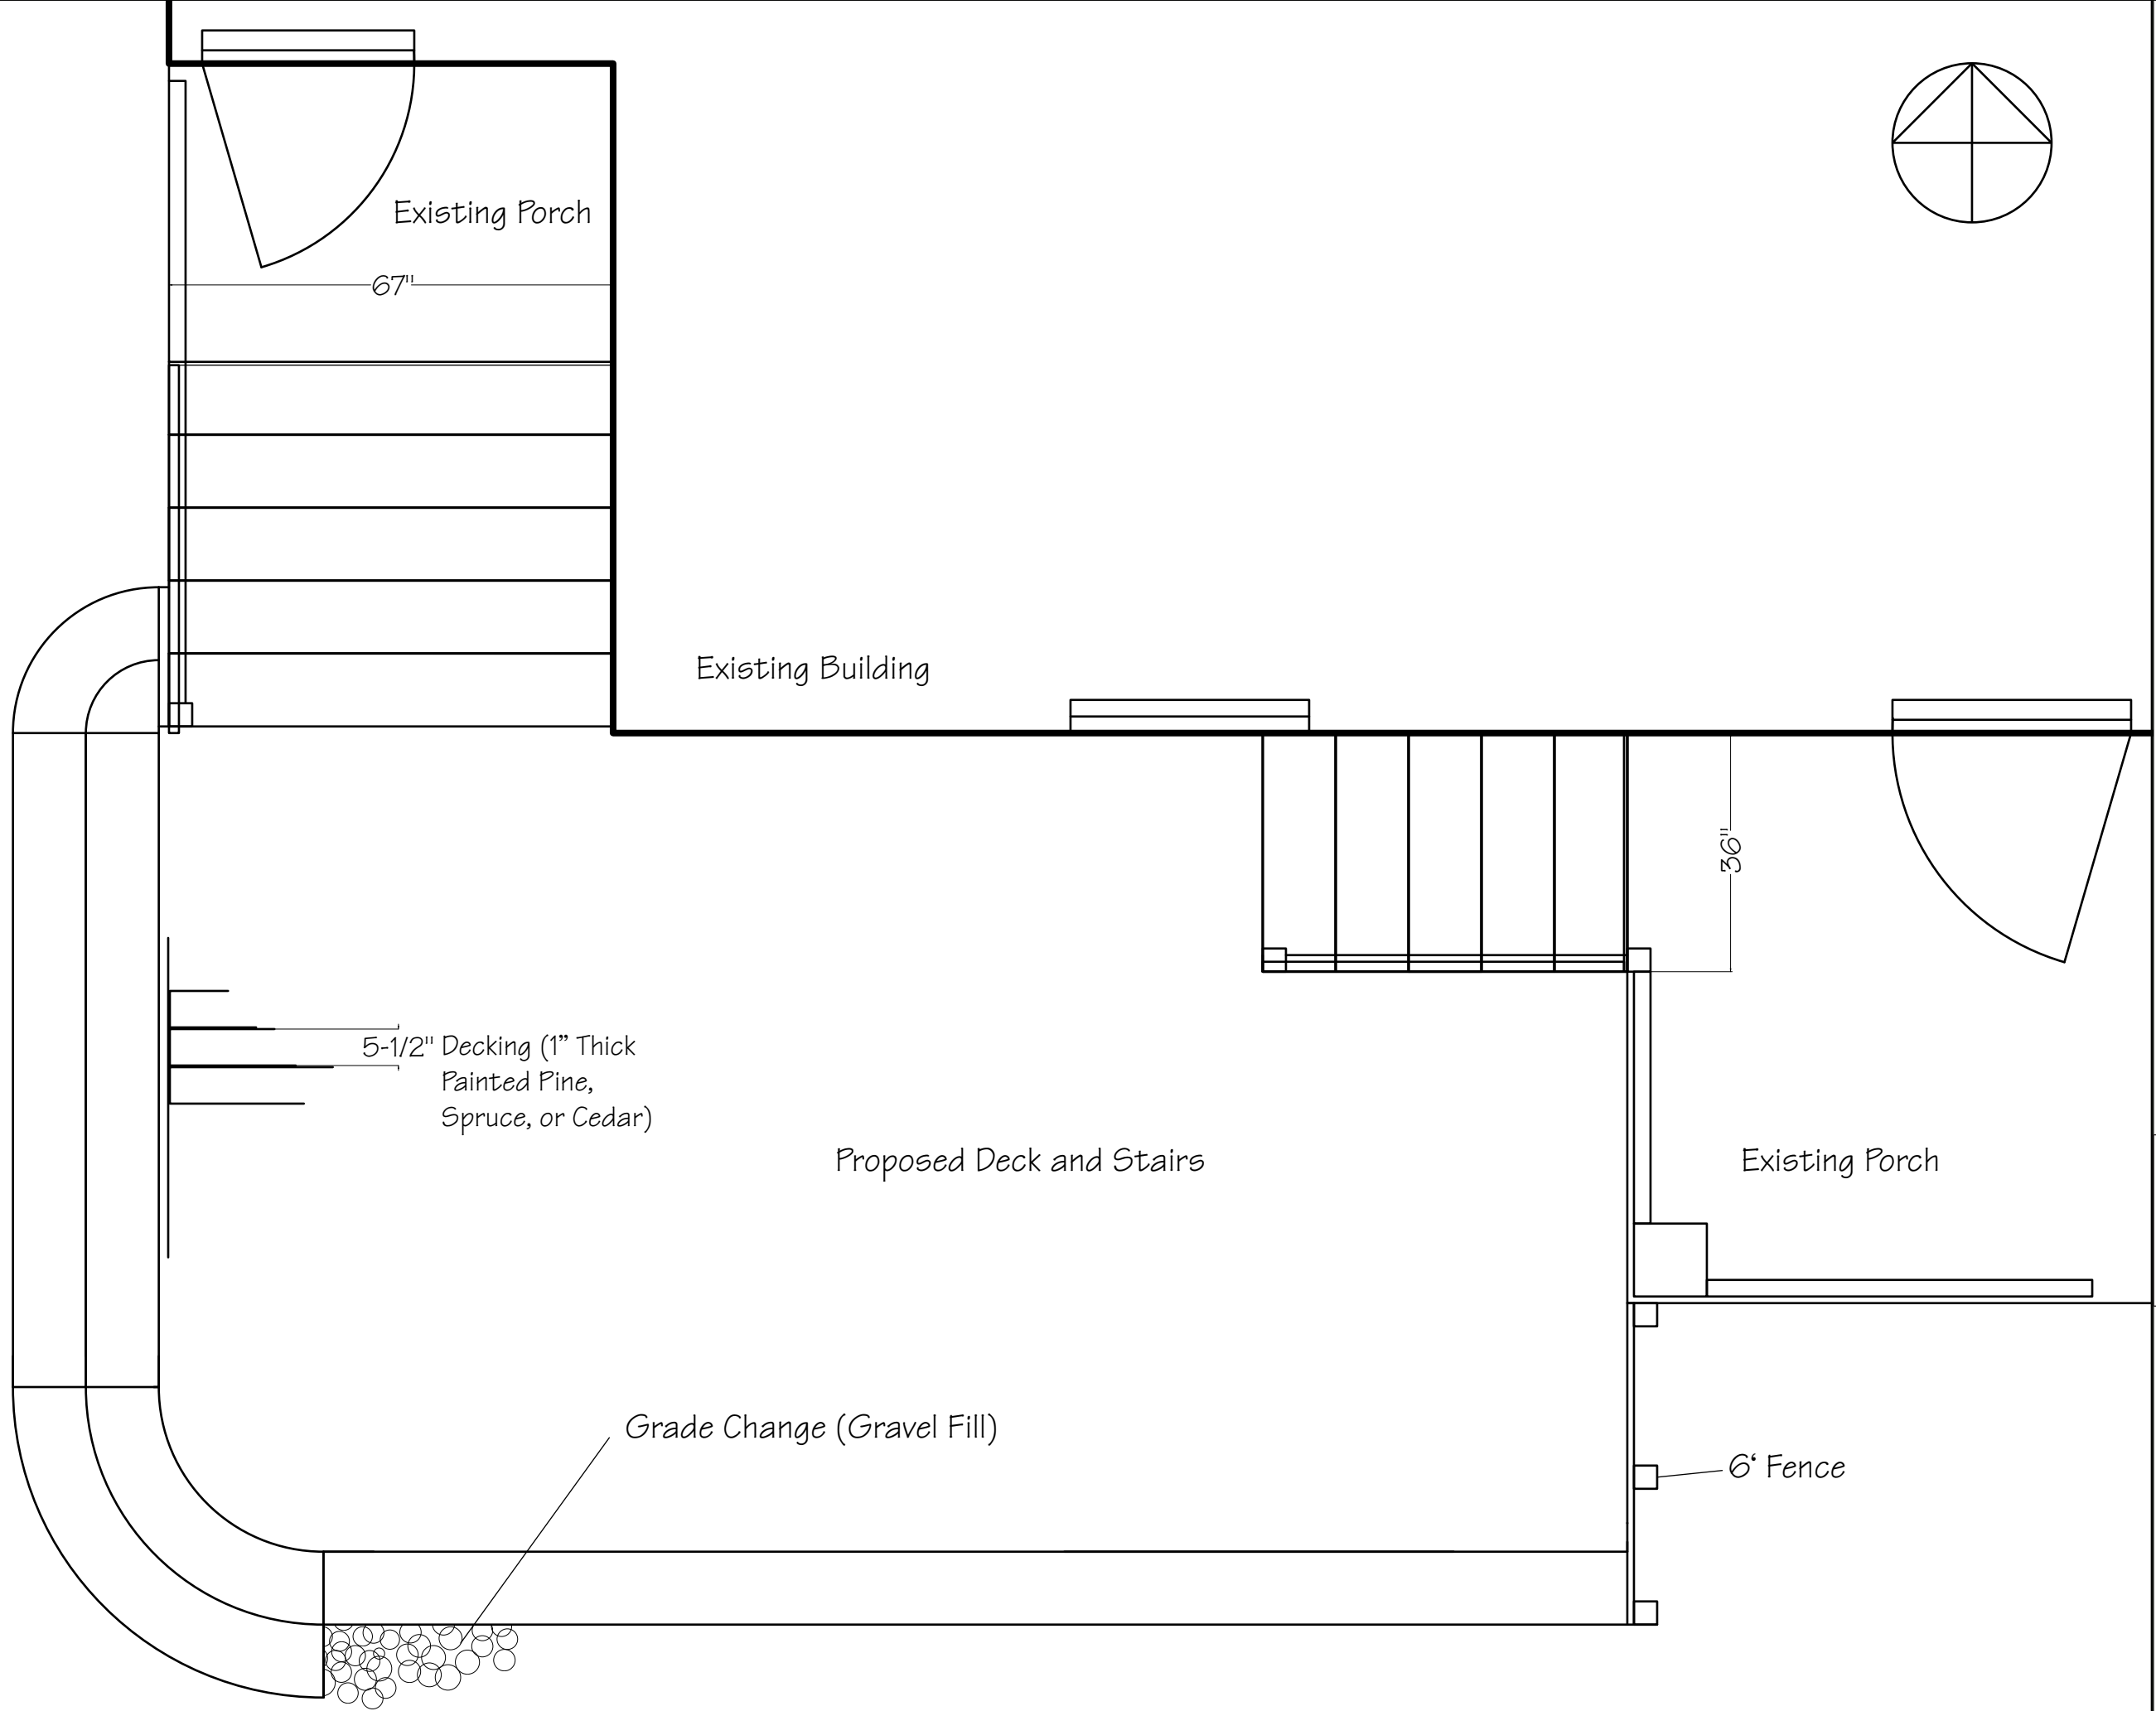 Existing Porch
67"
Existing Building
36"
5-1/2" Decking (1” Thick
Painted Pine,
Spruce, or Cedar)
Proposed Deck and Stairs
Existing Porch
Grade Change (Gravel Fill)
6‘ Fence